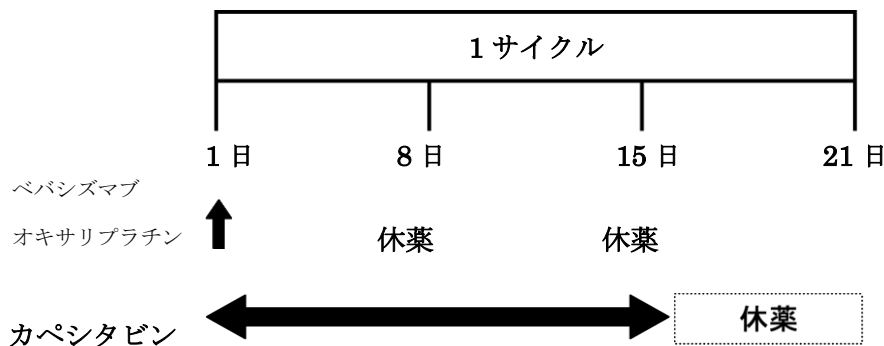 1サイクル
1日 8日 15日 21日
ベバシズマブ
オキサリプラチン 休薬 休薬
カペシタビン 休薬